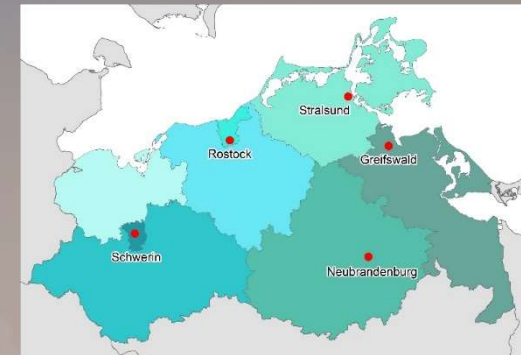 Stralsund
Rostock
Greifswald
Schwerin
Neubrandenburg